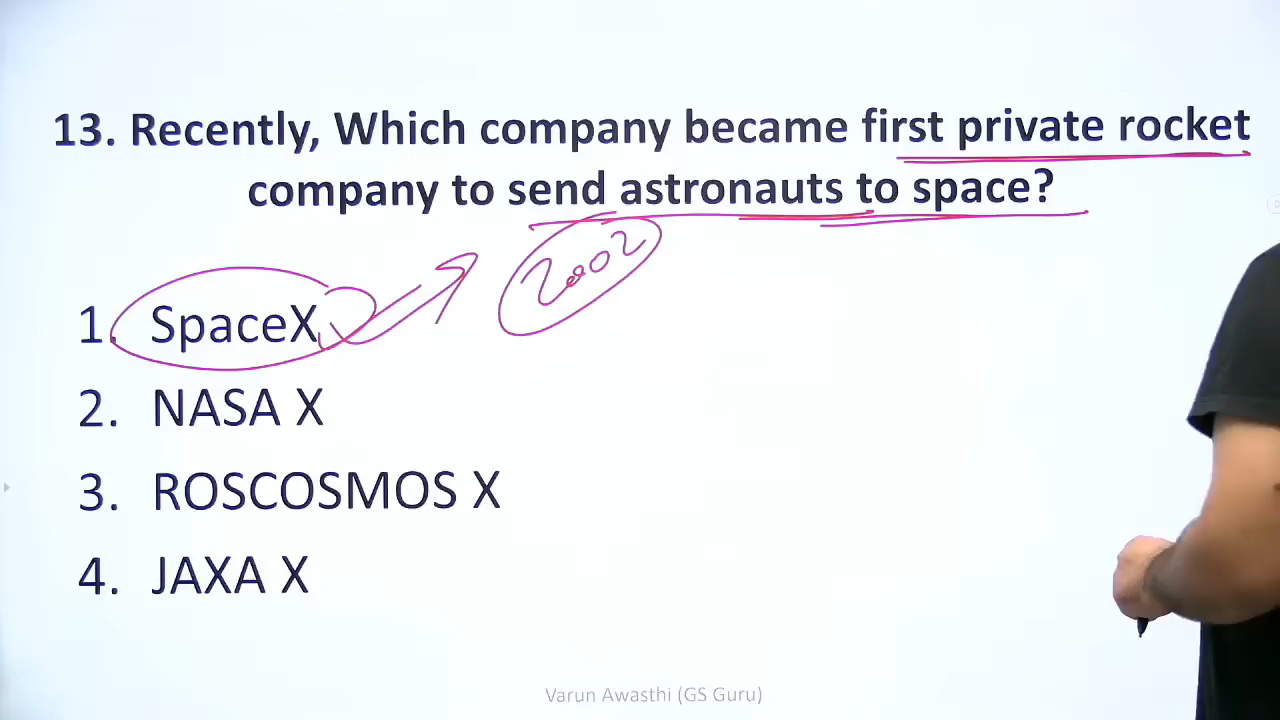 13. Recently, Which company became first private rocket
company to send astronauts to space?
2002
1. SpaceX
2. NASA X
3. ROSCOSMOS X
4. JAXA X
Varun Awasthi (GS Guru)